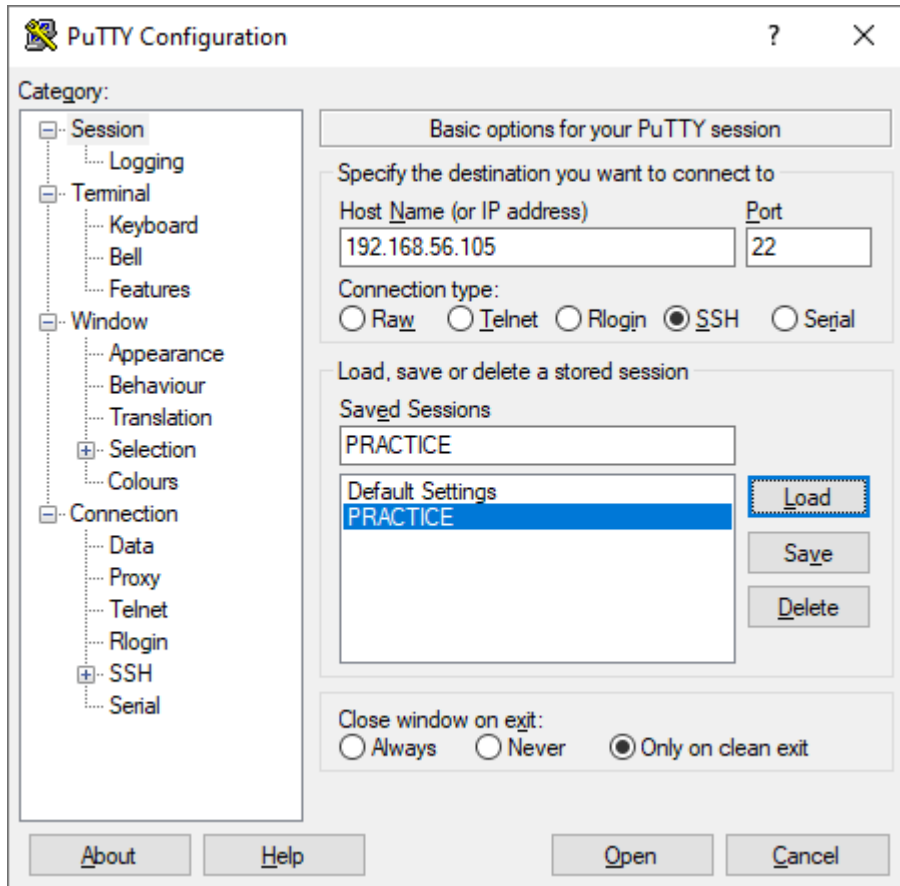 PuTTY Configuration
?
Category:
Session
Logging
Terminal
Keyboard
Bell
Features
Window
Appearance
Behaviour
Translation
Selection
Colours
Connection
Data
Proxy
Telnet
Rlogin
SSH
Serial
Basic options for your PuTTY session
Specify the destination you want to connect to
Host Name (or IP address) Port
192.168.56.105 22
Connection type:
Raw Telnet Rlogin SSH Serial
Load, save or delete a stored session
Saved Sessions
PRACTICE
Default Settings
PRACTICE
Load
Save
Delete
Close window on exit:
Always Never Only on clean exit
About Help Open Cancel